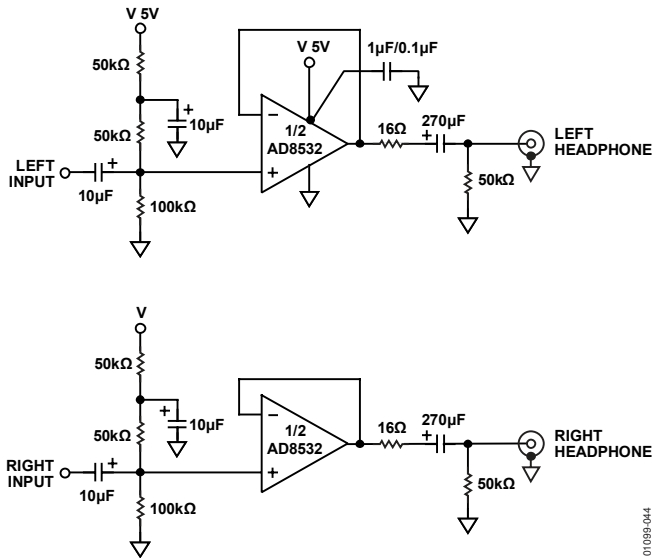 V 5V
50kΩ
V 5V
1µF/0.1µF
10µF
50kΩ
1/2
AD8532
16Ω
270µF
LEFT
HEADPHONE
LEFT
INPUT
10µF
100kΩ
50kΩ
V
50kΩ
10µF
50kΩ
1/2
AD8532
16Ω
270µF
RIGHT
HEADPHONE
RIGHT
INPUT
10µF
100kΩ
50kΩ
01099-044